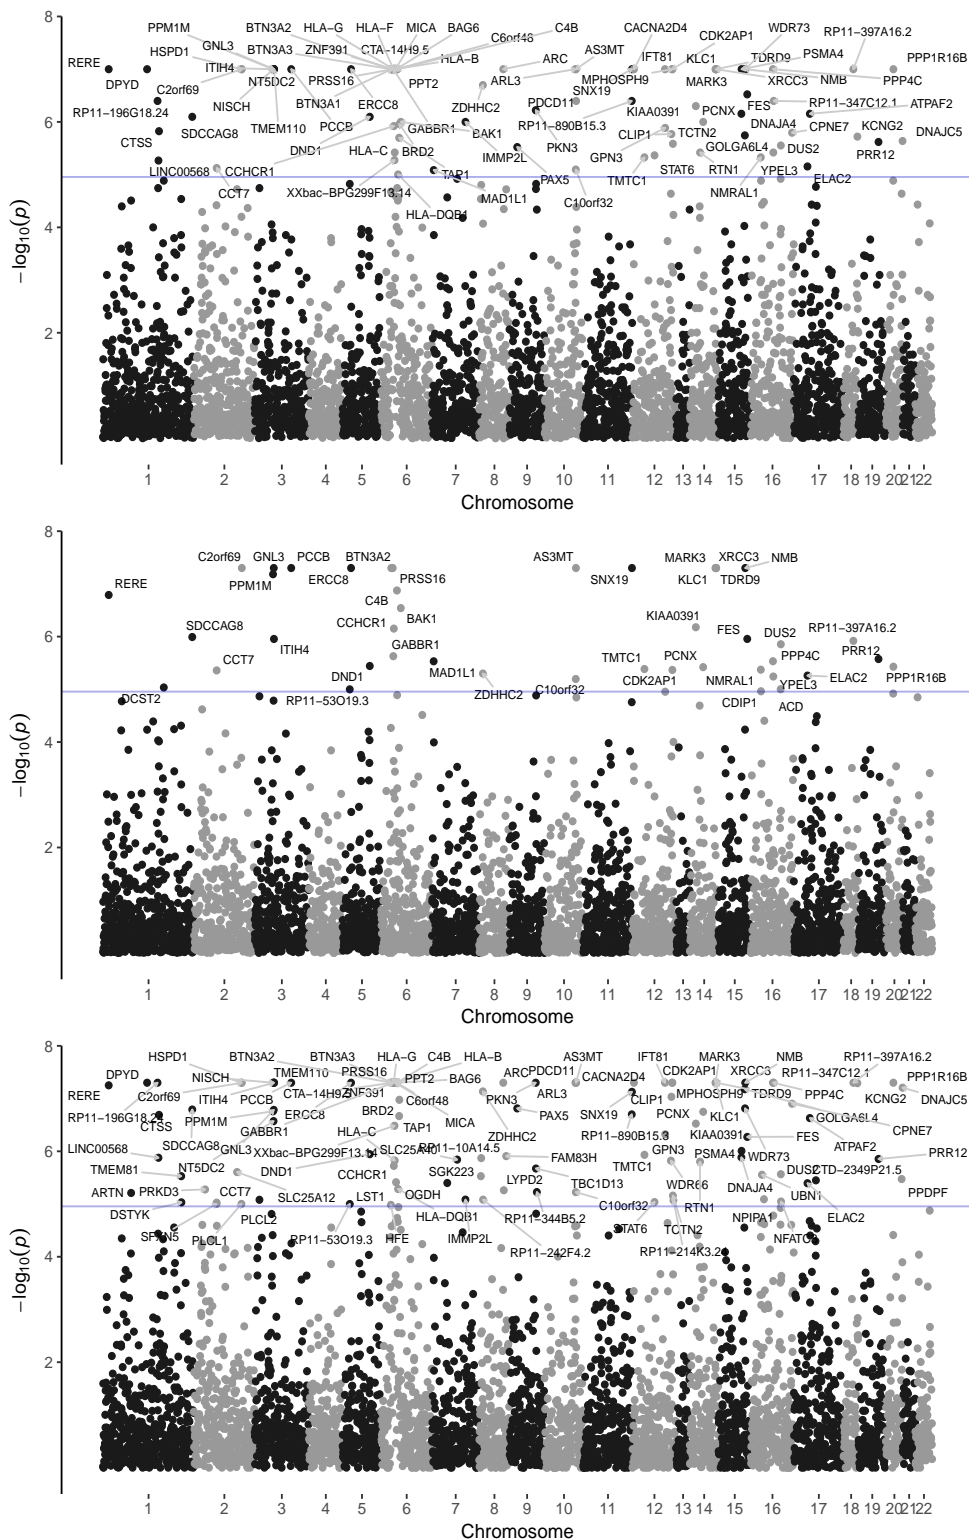 8
PPM1M BTN3A2 HLA−G HLA−F MICA BAG6 C4B CACNA2D4 WDR73
HSPD1 GNL3 BTN3A3 ZNF391 CTA−14H9.5 HLA−B C6orf48 AS3MT IFT81 CDK2AP1 RP11−397A16.2
RERE ITIH4 ARC KLC1 TDRD9 PSMA4
DPYD NT5DC2 PRSS16 PPT2 ARL3 MPHOSPH9 MARK3 XRCC3 NMB PPP4C PPP1R16B
C2orf69 NISCH BTN3A1 ERCC8 ZDHHC2 PDCD11 SNX19 KIAA0391 PCNX FES RP11−347C12.1 ATPAF2
RP11−196G18.24 TMEM110 PCCB GABBR1 BAK1 RP11−890B15.3 DNAJA4 CPNE7 KCNG2
6
CTSS SDCCAG8 DND1 HLA−C BRD2 IMMP2L PKN3 CLIP1 TCTN2 GOLGA6L4 DUS2 PRR12 DNAJC5
LINC00568 CCHCR1 TAP1 PAX5 GPN3 STAT6 RTN1 YPEL3
CCT7 XXbac−BPG299F13.14 MAD1L1 C10orf32 TMTC1 NMRAL1 ELAC2
HLA−DQB1
4
2
−log10(p)
1 2 3 4 5 6 7 8 9 10 11 12 13 14 15 16 17 18 19 20 21 22
Chromosome
8
C2orf69 GNL3 PCCB BTN3A2 AS3MT MARK3 XRCC3 NMB
RERE PPM1M ERCC8 PRSS16 SNX19 KLC1 TDRD9
C4B
SDCCAG8 CCHCR1 BAK1 KIAA0391 FES DUS2 RP11−397A16.2
6
CCT7 ITIH4 GABBR1 TMTC1 PCNX PPP4C PRR12
DND1 MAD1L1 CDK2AP1 NMRAL1 YPEL3 ELAC2 PPP1R16B
DCST2 RP11−53O19.3 ZDHHC2 C10orf32 CDIP1 ACD
4
2
−log10(p)
1 2 3 4 5 6 7 8 9 10 11 12 13 14 15 16 17 18 19 20 21 22
Chromosome
8
HSPD1 BTN3A2 BTN3A3 HLA−G C4B HLA−B AS3MT IFT81 MARK3 NMB RP11−397A16.2
DPYD NISCH TMEM110 PRSS16 PPT2 BAG6 ARC PDCD11 CACNA2D4 CDK2AP1 XRCC3 RP11−347C12.1 PPP1R16B
RERE C2orf69 ITIH4 PCCB CTA−14H9.5 ZNF391 C6orf48 PKN3 ARL3 CLIP1 MPHOSPH9 TDRD9 PPP4C KCNG2 DNAJC5
RP11−196G18.24 PPM1M ERCC8 BRD2 MICA PAX5 SNX19 PCNX KLC1 GOLGA6L4
CTSS GABBR1 HLA−C TAP1 ZDHHC2 RP11−890B15.3 KIAA0391 FES CPNE7
6
LINC00568 SDCCAG8 GNL3 XXbac−BPG299F13.14 SLC25A40 RP11−10A14.5 FAM83H GPN3 PSMA4 WDR73 ATPAF2 PRR12
TMEM81 NT5DC2 DND1 CCHCR1 SGK223 LYPD2 TMTC1 DUS2 CTD−2349P21.5
ARTN PRKD3 CCT7 SLC25A12 LST1 OGDH TBC1D13 WDR66 DNAJA4 UBN1 PPDPF
DSTYK PLCL2 HLA−DQB1 RP11−344B5.2 C10orf32 RTN1 NPIPA1 ELAC2
SFXN5 PLCL1 RP11−53O19.3 HFE IMMP2L RP11−242F4.2 STAT6 TCTN2 RP11−214K3.24
4
2
−log10(p)
1 2 3 4 5 6 7 8 9 10 11 12 13 14 15 16 17 18 19 20 21 22
Chromosome